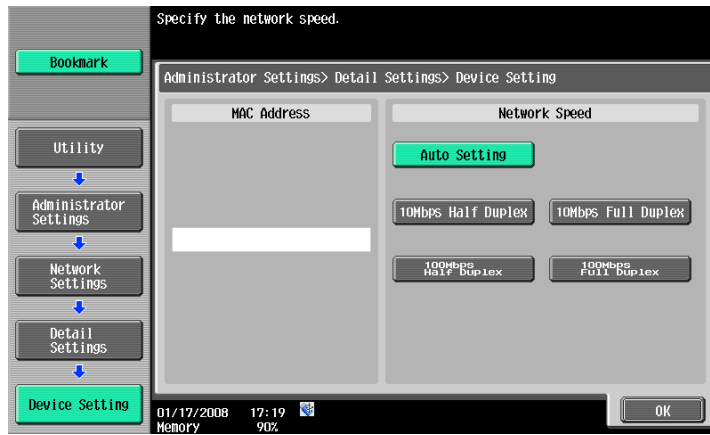 Specify the network speed.
Bookmark
Administrator Settings> Detail Settings> Device Setting
MAC Address
Network Speed
Utility
Administrator
Settings
Network
Settings
Detail
Settings
Device Setting
Auto Setting
10Mbps Half Duplex
10Mbps Full Duplex
100Mbps
Half Duplex
100Mbps
Full Duplex
01/17/2008 17:19
Memory 90%
OK